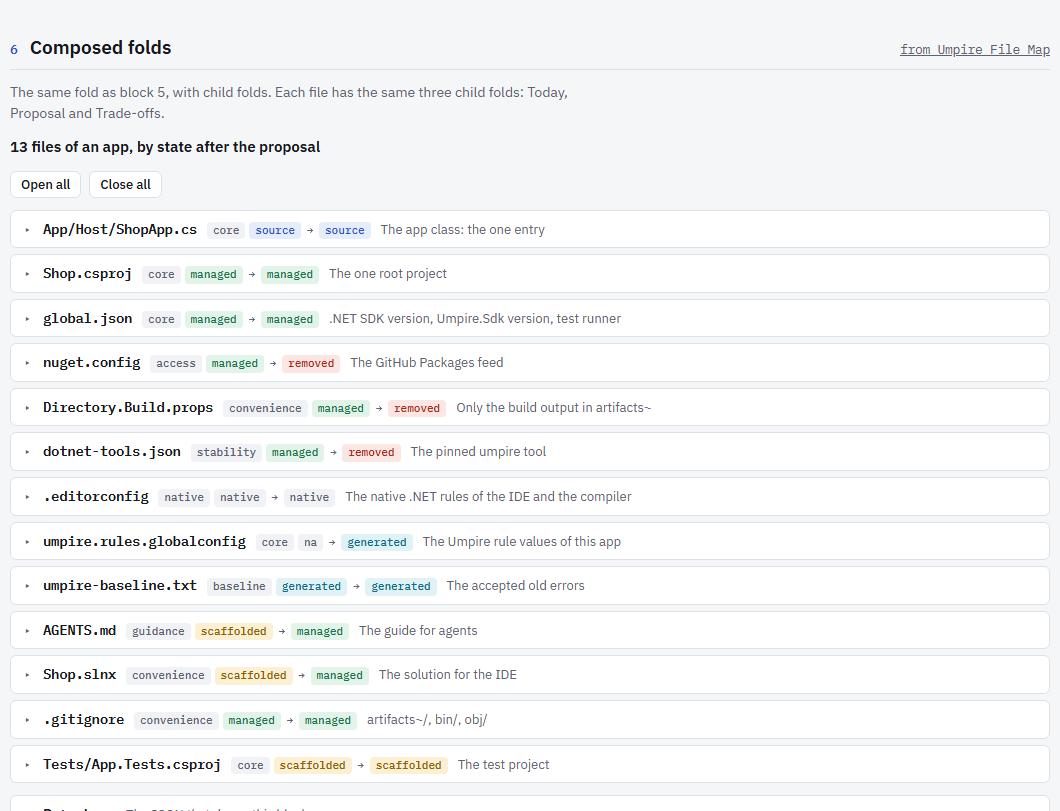 6 Composed folds from Umpire File Map
The same fold as block 5, with child folds. Each file has the same three child folds: Today,
Proposal and Trade-offs.
13 files of an app, by state after the proposal
Open all Close all
▸ App/Host/ShopApp.cs core source → source The app class: the one entry
▸ Shop.csproj core managed → managed The one root project
▸ global.json core managed → managed .NET SDK version, Umpire.Sdk version, test runner
▸ nuget.config access managed → removed The GitHub Packages feed
▸ Directory.Build.props convenience managed → removed Only the build output in artifacts~
▸ dotnet-tools.json stability managed → removed The pinned umpire tool
▸ .editorconfig native native → native The native .NET rules of the IDE and the compiler
▸ umpire.rules.globalconfig core na → generated The Umpire rule values of this app
▸ umpire-baseline.txt baseline generated → generated The accepted old errors
▸ AGENTS.md guidance scaffolded → managed The guide for agents
▸ Shop.slnx convenience scaffolded → managed The solution for the IDE
▸ .gitignore convenience managed → managed artifacts~/, bin/, obj/
▸ Tests/App.Tests.csproj core scaffolded → scaffolded The test project